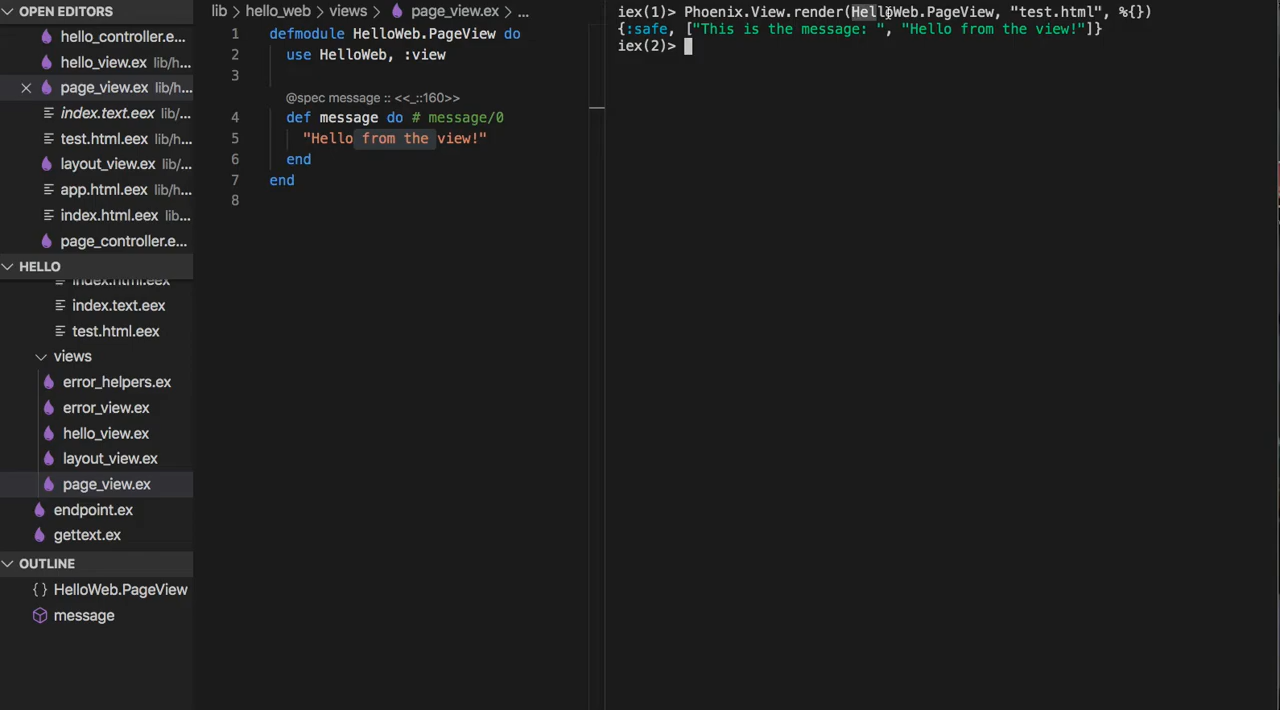 OPEN EDITORS
hello_controller.e...
hello_view.ex lib/h...
page_view.ex lib/h...
index.text.eex lib/...
test.html.eex lib/h...
layout_view.ex lib/...
app.html.eex lib/h...
index.html.eex lib...
page_controller.e...
HELLO
index.html.eex
index.text.eex
test.html.eex
views
error_helpers.ex
error_view.ex
hello_view.ex
layout_view.ex
page_view.ex
endpoint.ex
gettext.ex
OUTLINE
{} HelloWeb.PageView
message
lib > hello_web > views > page_view.ex > ...
1 defmodule HelloWeb.PageView do
2 use HelloWeb, :view
3
@spec message :: <<_::160>>
4 def message do # message/0
5 "Hello from the view!"
6 end
7 end
8
iex(1)> Phoenix.View.render(HelloWeb.PageView, "test.html", %{})
{:safe, ["This is the message: ", "Hello from the view!"]}
iex(2)>